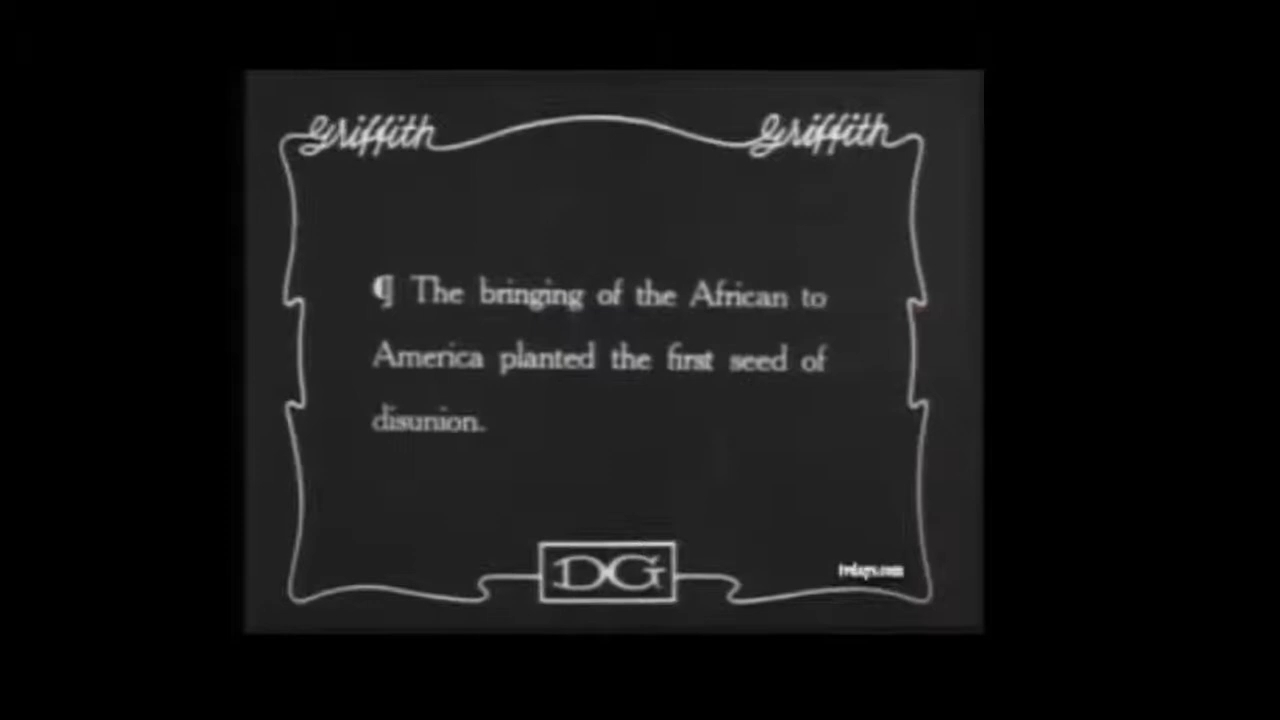 Griffith Griffith
¶ The bringing of the African to
America planted the first seed of
disunion.
DG